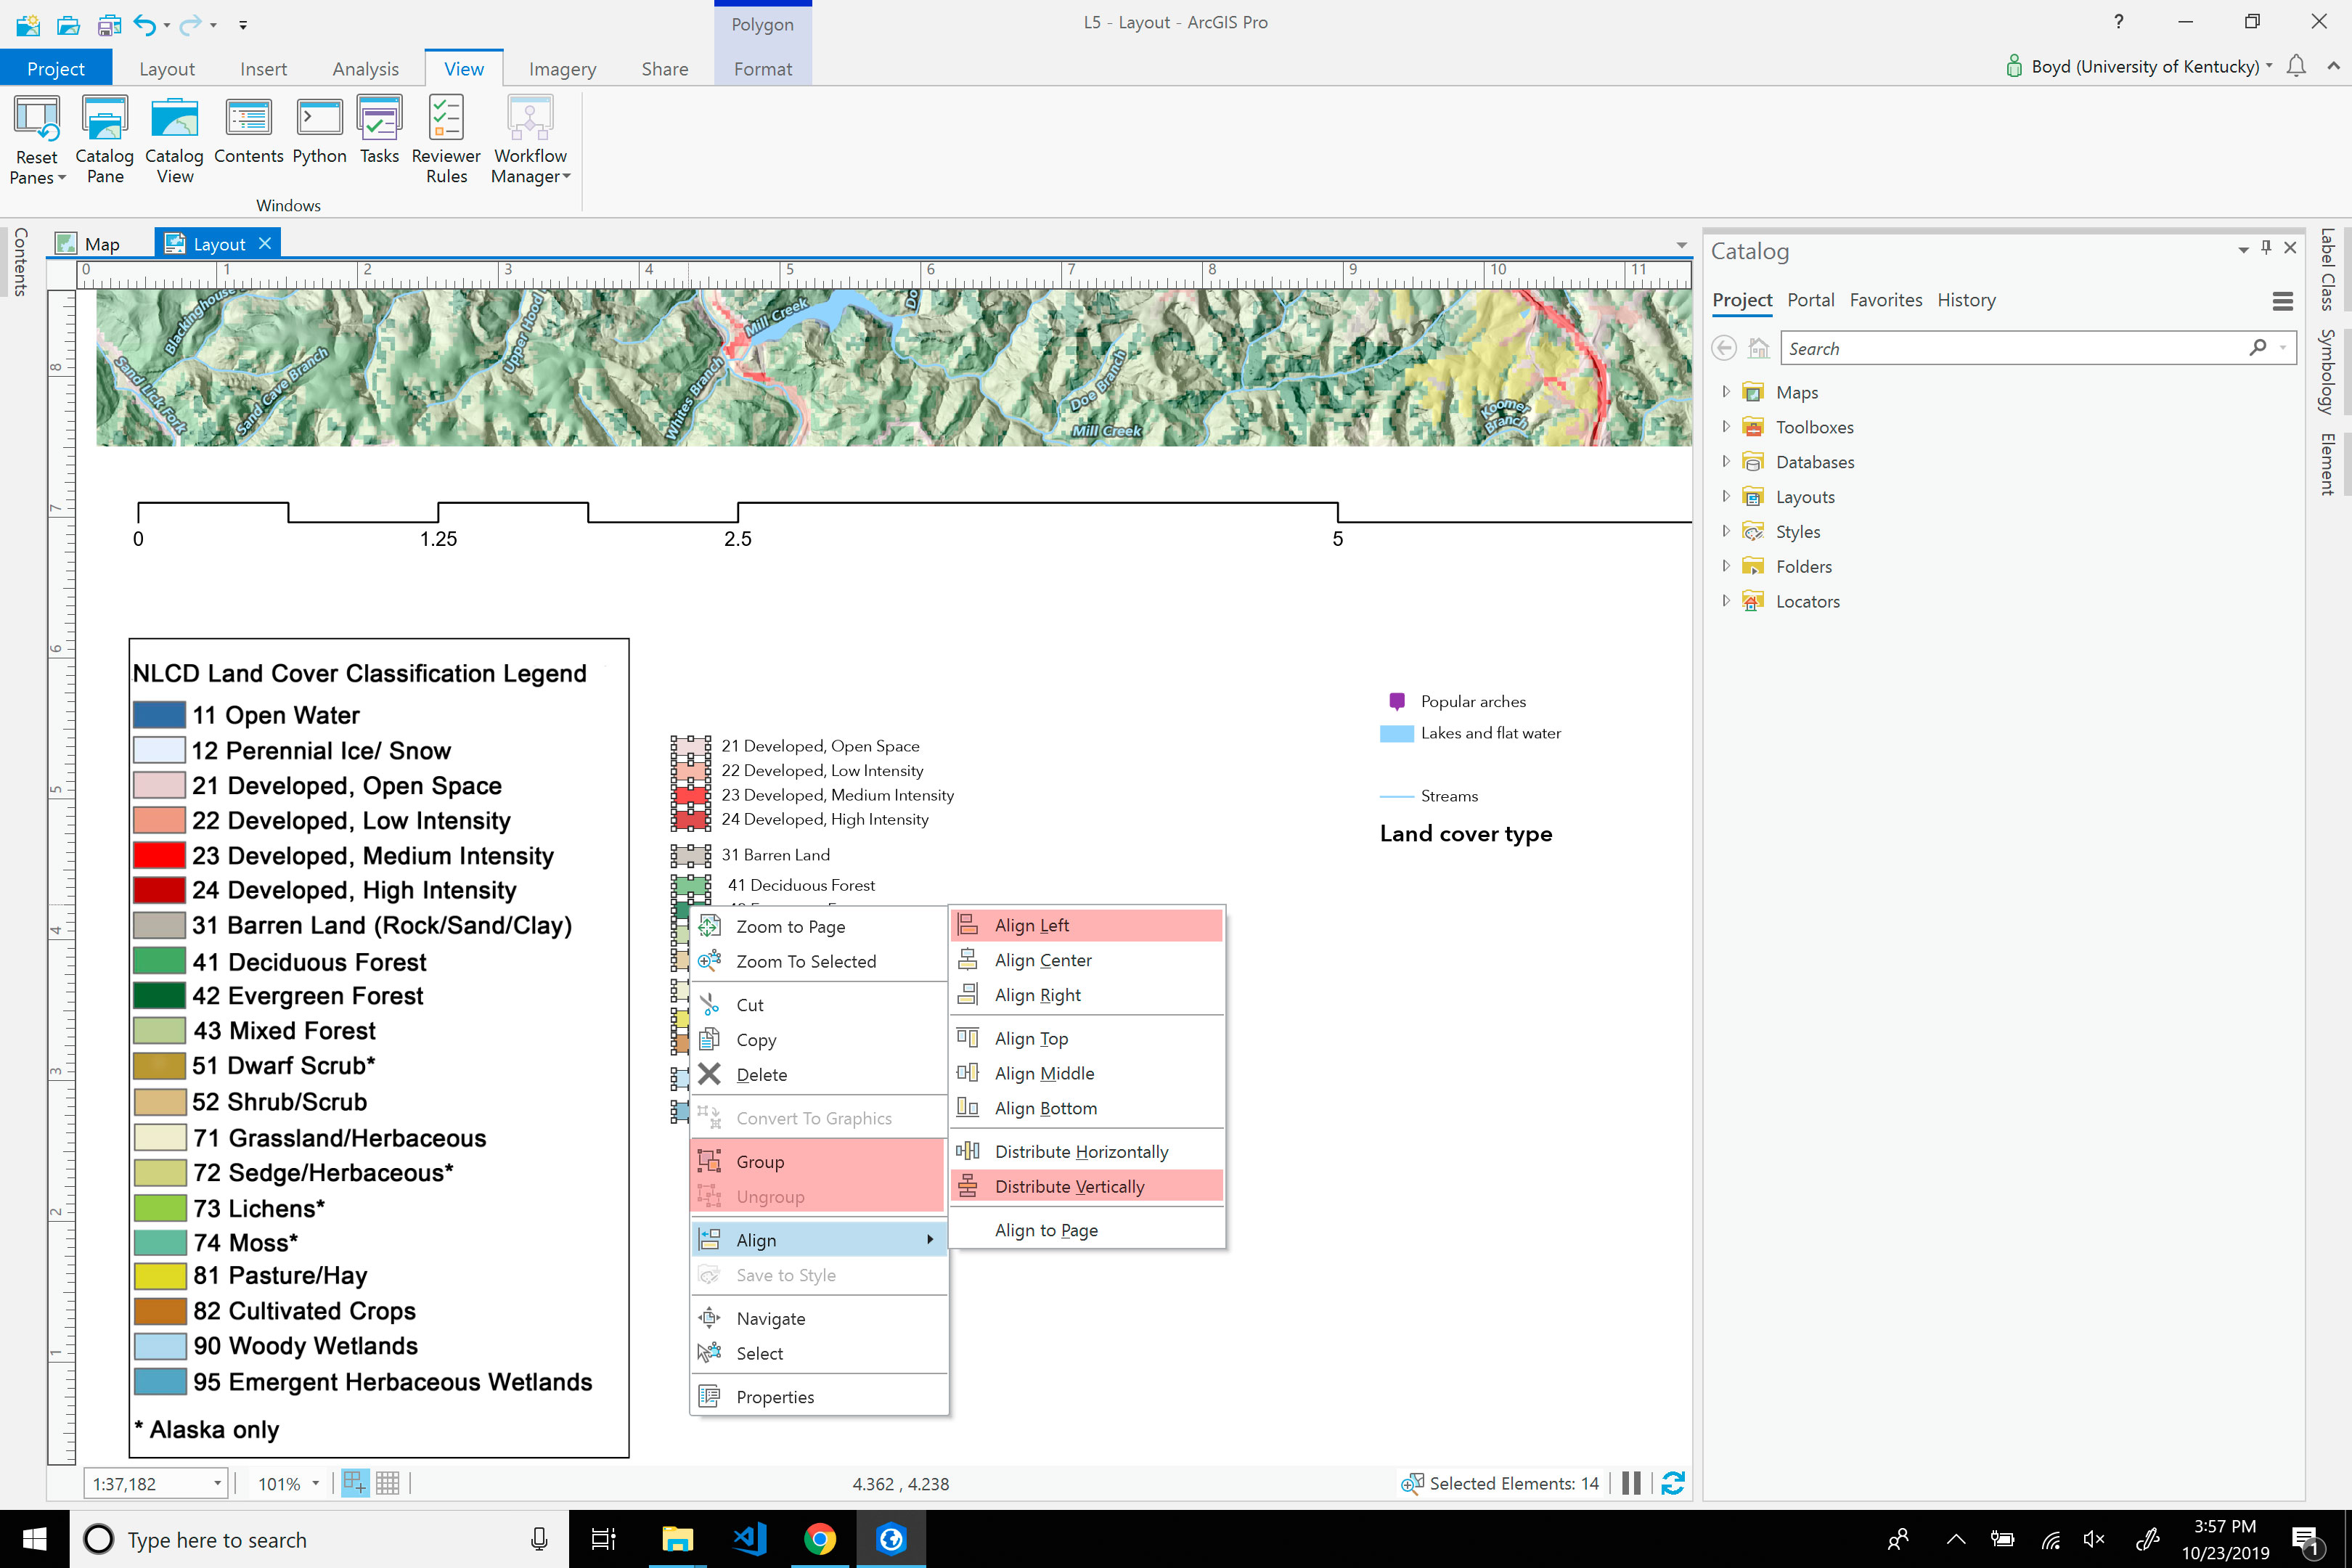 Polygon
L5 - Layout - ArcGIS Pro
?
Project Layout Insert Analysis View Imagery Share Format
Boyd (University of Kentucky)
Reset Panes
Catalog Pane
Catalog View
Contents
Python
Tasks
Reviewer Rules
Workflow Manager
Windows
Contents
Map
Layout
0 1 2 3 4 5 6 7 8 9 10 11
8
7
6
5
4
3
2
1
Blackinghouse
Sand Lick Fork
Sand Cave Branch
Upper Hood
Whites Branch
Mill Creek
Do
Doe Branch
Mill Creek
Koomer Branch
0 1.25 2.5 5
NLCD Land Cover Classification Legend
11 Open Water
12 Perennial Ice/ Snow
21 Developed, Open Space
22 Developed, Low Intensity
23 Developed, Medium Intensity
24 Developed, High Intensity
31 Barren Land (Rock/Sand/Clay)
41 Deciduous Forest
42 Evergreen Forest
43 Mixed Forest
51 Dwarf Scrub*
52 Shrub/Scrub
71 Grassland/Herbaceous
72 Sedge/Herbaceous*
73 Lichens*
74 Moss*
81 Pasture/Hay
82 Cultivated Crops
90 Woody Wetlands
95 Emergent Herbaceous Wetlands
* Alaska only
21 Developed, Open Space
22 Developed, Low Intensity
23 Developed, Medium Intensity
24 Developed, High Intensity
31 Barren Land
41 Deciduous Forest
Zoom to Page
Zoom To Selected
Cut
Copy
Delete
Convert To Graphics
Group
Ungroup
Align
Save to Style
Navigate
Select
Properties
Align Left
Align Center
Align Right
Align Top
Align Middle
Align Bottom
Distribute Horizontally
Distribute Vertically
Align to Page
Popular arches
Lakes and flat water
Streams
Land cover type
Catalog
Project Portal Favorites History
Search
Maps
Toolboxes
Databases
Layouts
Styles
Folders
Locators
Label Class
Symbology
Element
1:37,182
101%
4.362 , 4.238
Selected Elements: 14
Type here to search
3:57 PM
10/23/2019
1